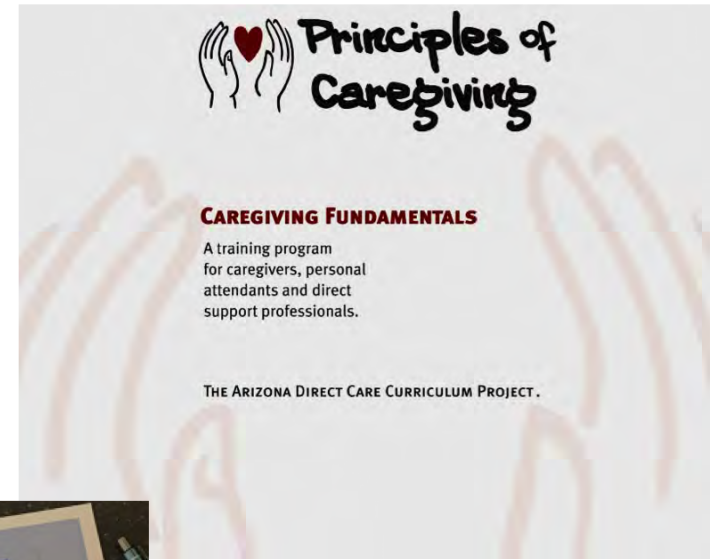 Principles of
Caregiving
CAREGIVING FUNDAMENTALS
A training program
for caregivers, personal
attendants and direct
support professionals.
THE ARIZONA DIRECT CARE CURRICULUM PROJECT.